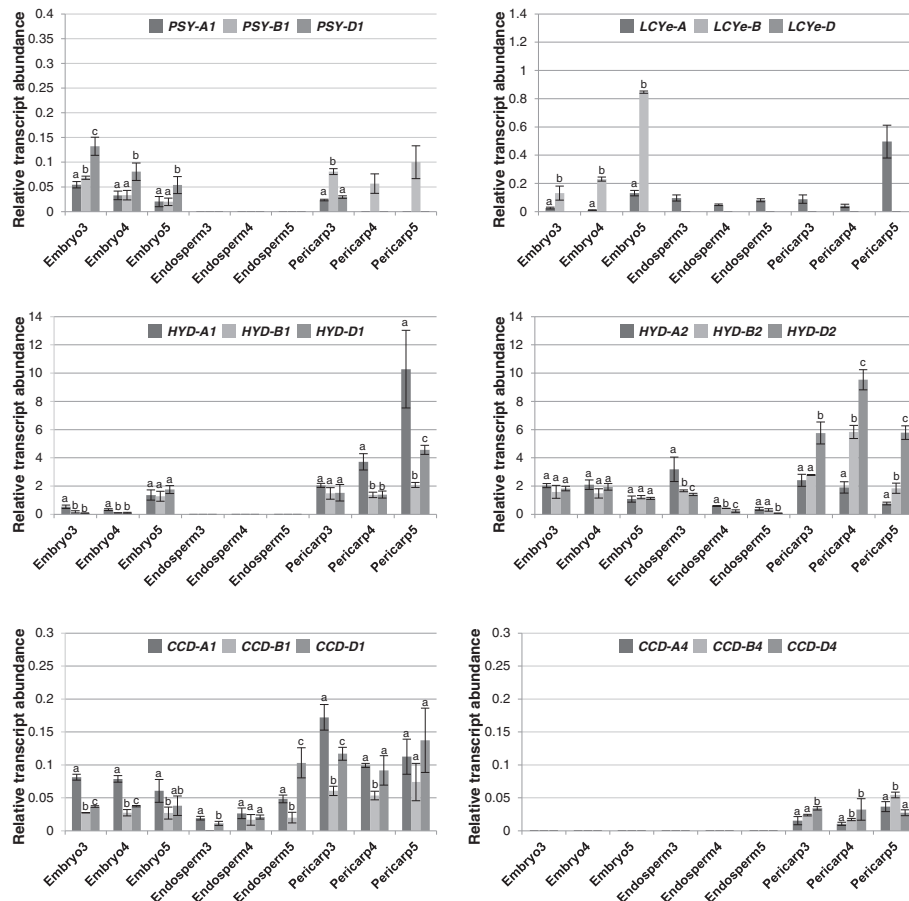 Relative transcript abundance
PSY-A1 PSY-B1 PSY-D1
0.4
0.35
0.3
0.25
0.2
0.15
0.1
0.05
0
a b c
a a b
a a b
a b a
b
b
Embryo3 Embryo4 Embryo5 Endosperm3 Endosperm4 Endosperm5 Pericarp3 Pericarp4 Pericarp5
Relative transcript abundance
LCYe-A LCYe-B LCYe-D
1.4
1.2
1
0.8
0.6
0.4
0.2
0
a b
a b
a b
Embryo3 Embryo4 Embryo5 Endosperm3 Endosperm4 Endosperm5 Pericarp3 Pericarp4 Pericarp5
Relative transcript abundance
HYD-A1 HYD-B1 HYD-D1
14
12
10
8
6
4
2
0
a b b
a b b
a a a
a a a
a b b
a b c
Embryo3 Embryo4 Embryo5 Endosperm3 Endosperm4 Endosperm5 Pericarp3 Pericarp4 Pericarp5
Relative transcript abundance
HYD-A2 HYD-B2 HYD-D2
14
12
10
8
6
4
2
0
a a a
a a a
a a a
a b c
a b c
a a b
a a b
a b c
a b c
Embryo3 Embryo4 Embryo5 Endosperm3 Endosperm4 Endosperm5 Pericarp3 Pericarp4 Pericarp5
Relative transcript abundance
CCD-A1 CCD-B1 CCD-D1
0.3
0.25
0.2
0.15
0.1
0.05
0
a b c
a b c
a b ab
a b
a a a
a b c
a b c
a b a
a a a
Embryo3 Embryo4 Embryo5 Endosperm3 Endosperm4 Endosperm5 Pericarp3 Pericarp4 Pericarp5
Relative transcript abundance
CCD-A4 CCD-B4 CCD-D4
0.3
0.25
0.2
0.15
0.1
0.05
0
a a b
a b b
a b a
Embryo3 Embryo4 Embryo5 Endosperm3 Endosperm4 Endosperm5 Pericarp3 Pericarp4 Pericarp5